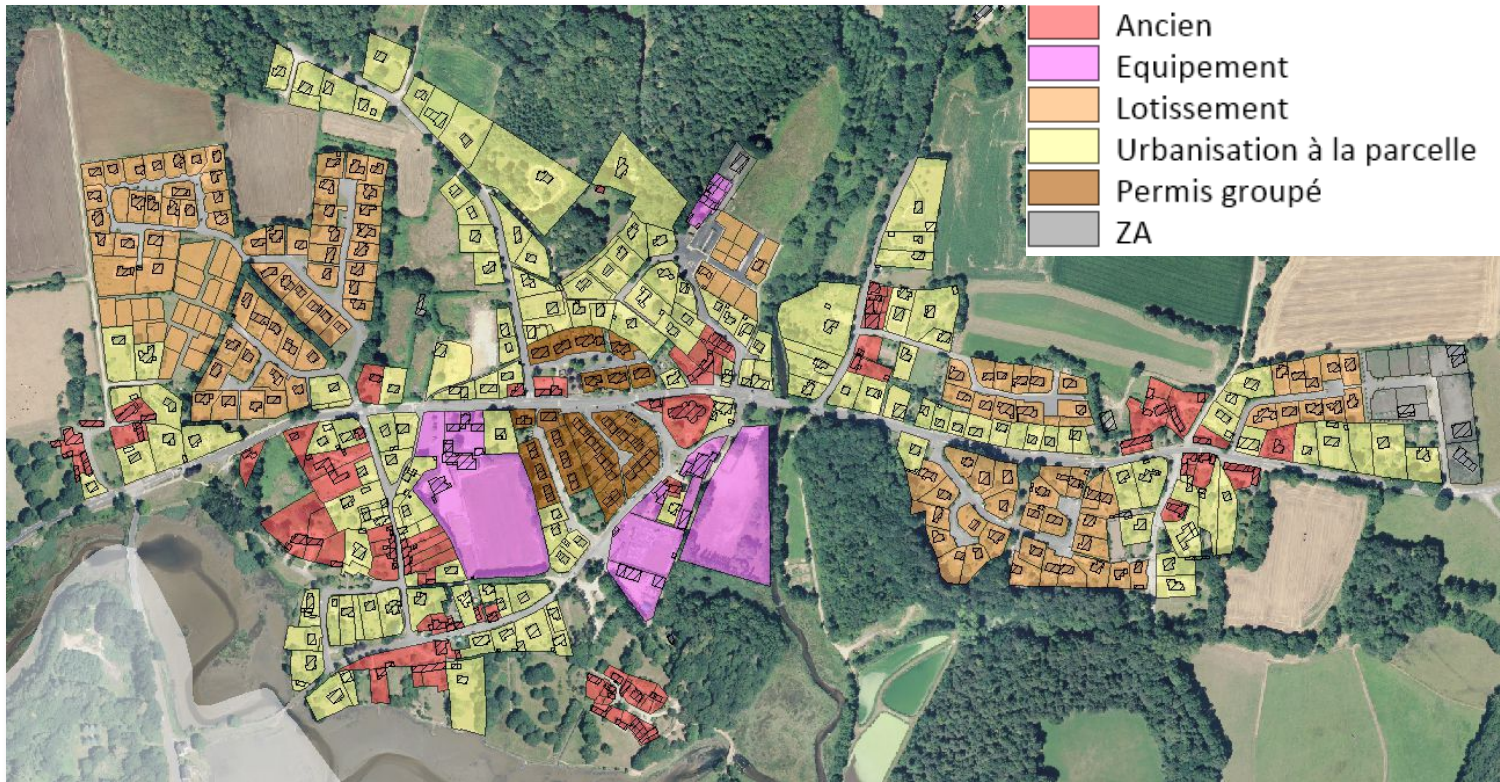 Ancien
Equipement
Lotissement
Urbanisation à la parcelle
Permis groupé
ZA